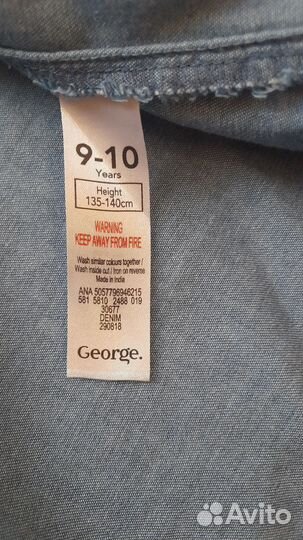 9-10
Years
Height
135-140cm
WARNING
KEEP AWAY FROM FIRE
Wash similar colours together /
Wash inside out / Iron on reverse
Made in India
ANA 5057796946215
581 5810 2488 019
30677
DENIM
290818
George.
Avito